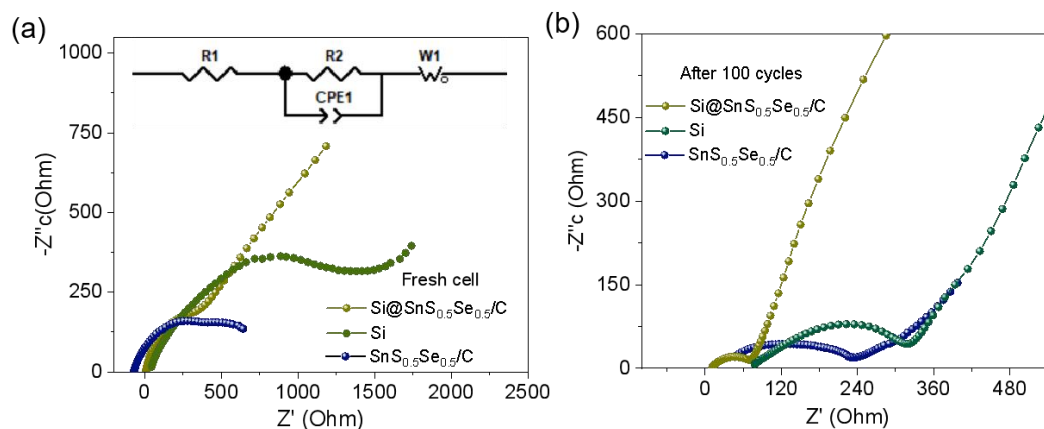 (a)
1000
750
500
250
0
-Z''c(Ohm)
R1
R2
W1
CPE1
Fresh cell
Si@SnS₀.₅Se₀.₅/C
Si
SnS₀.₅Se₀.₅/C
0 500 1000 1500 2000 2500
Z' (Ohm)
(b)
600
450
300
150
0
-Z''c (Ohm)
After 100 cycles
Si@SnS₀.₅Se₀.₅/C
Si
SnS₀.₅Se₀.₅/C
0 120 240 360 480
Z' (Ohm)